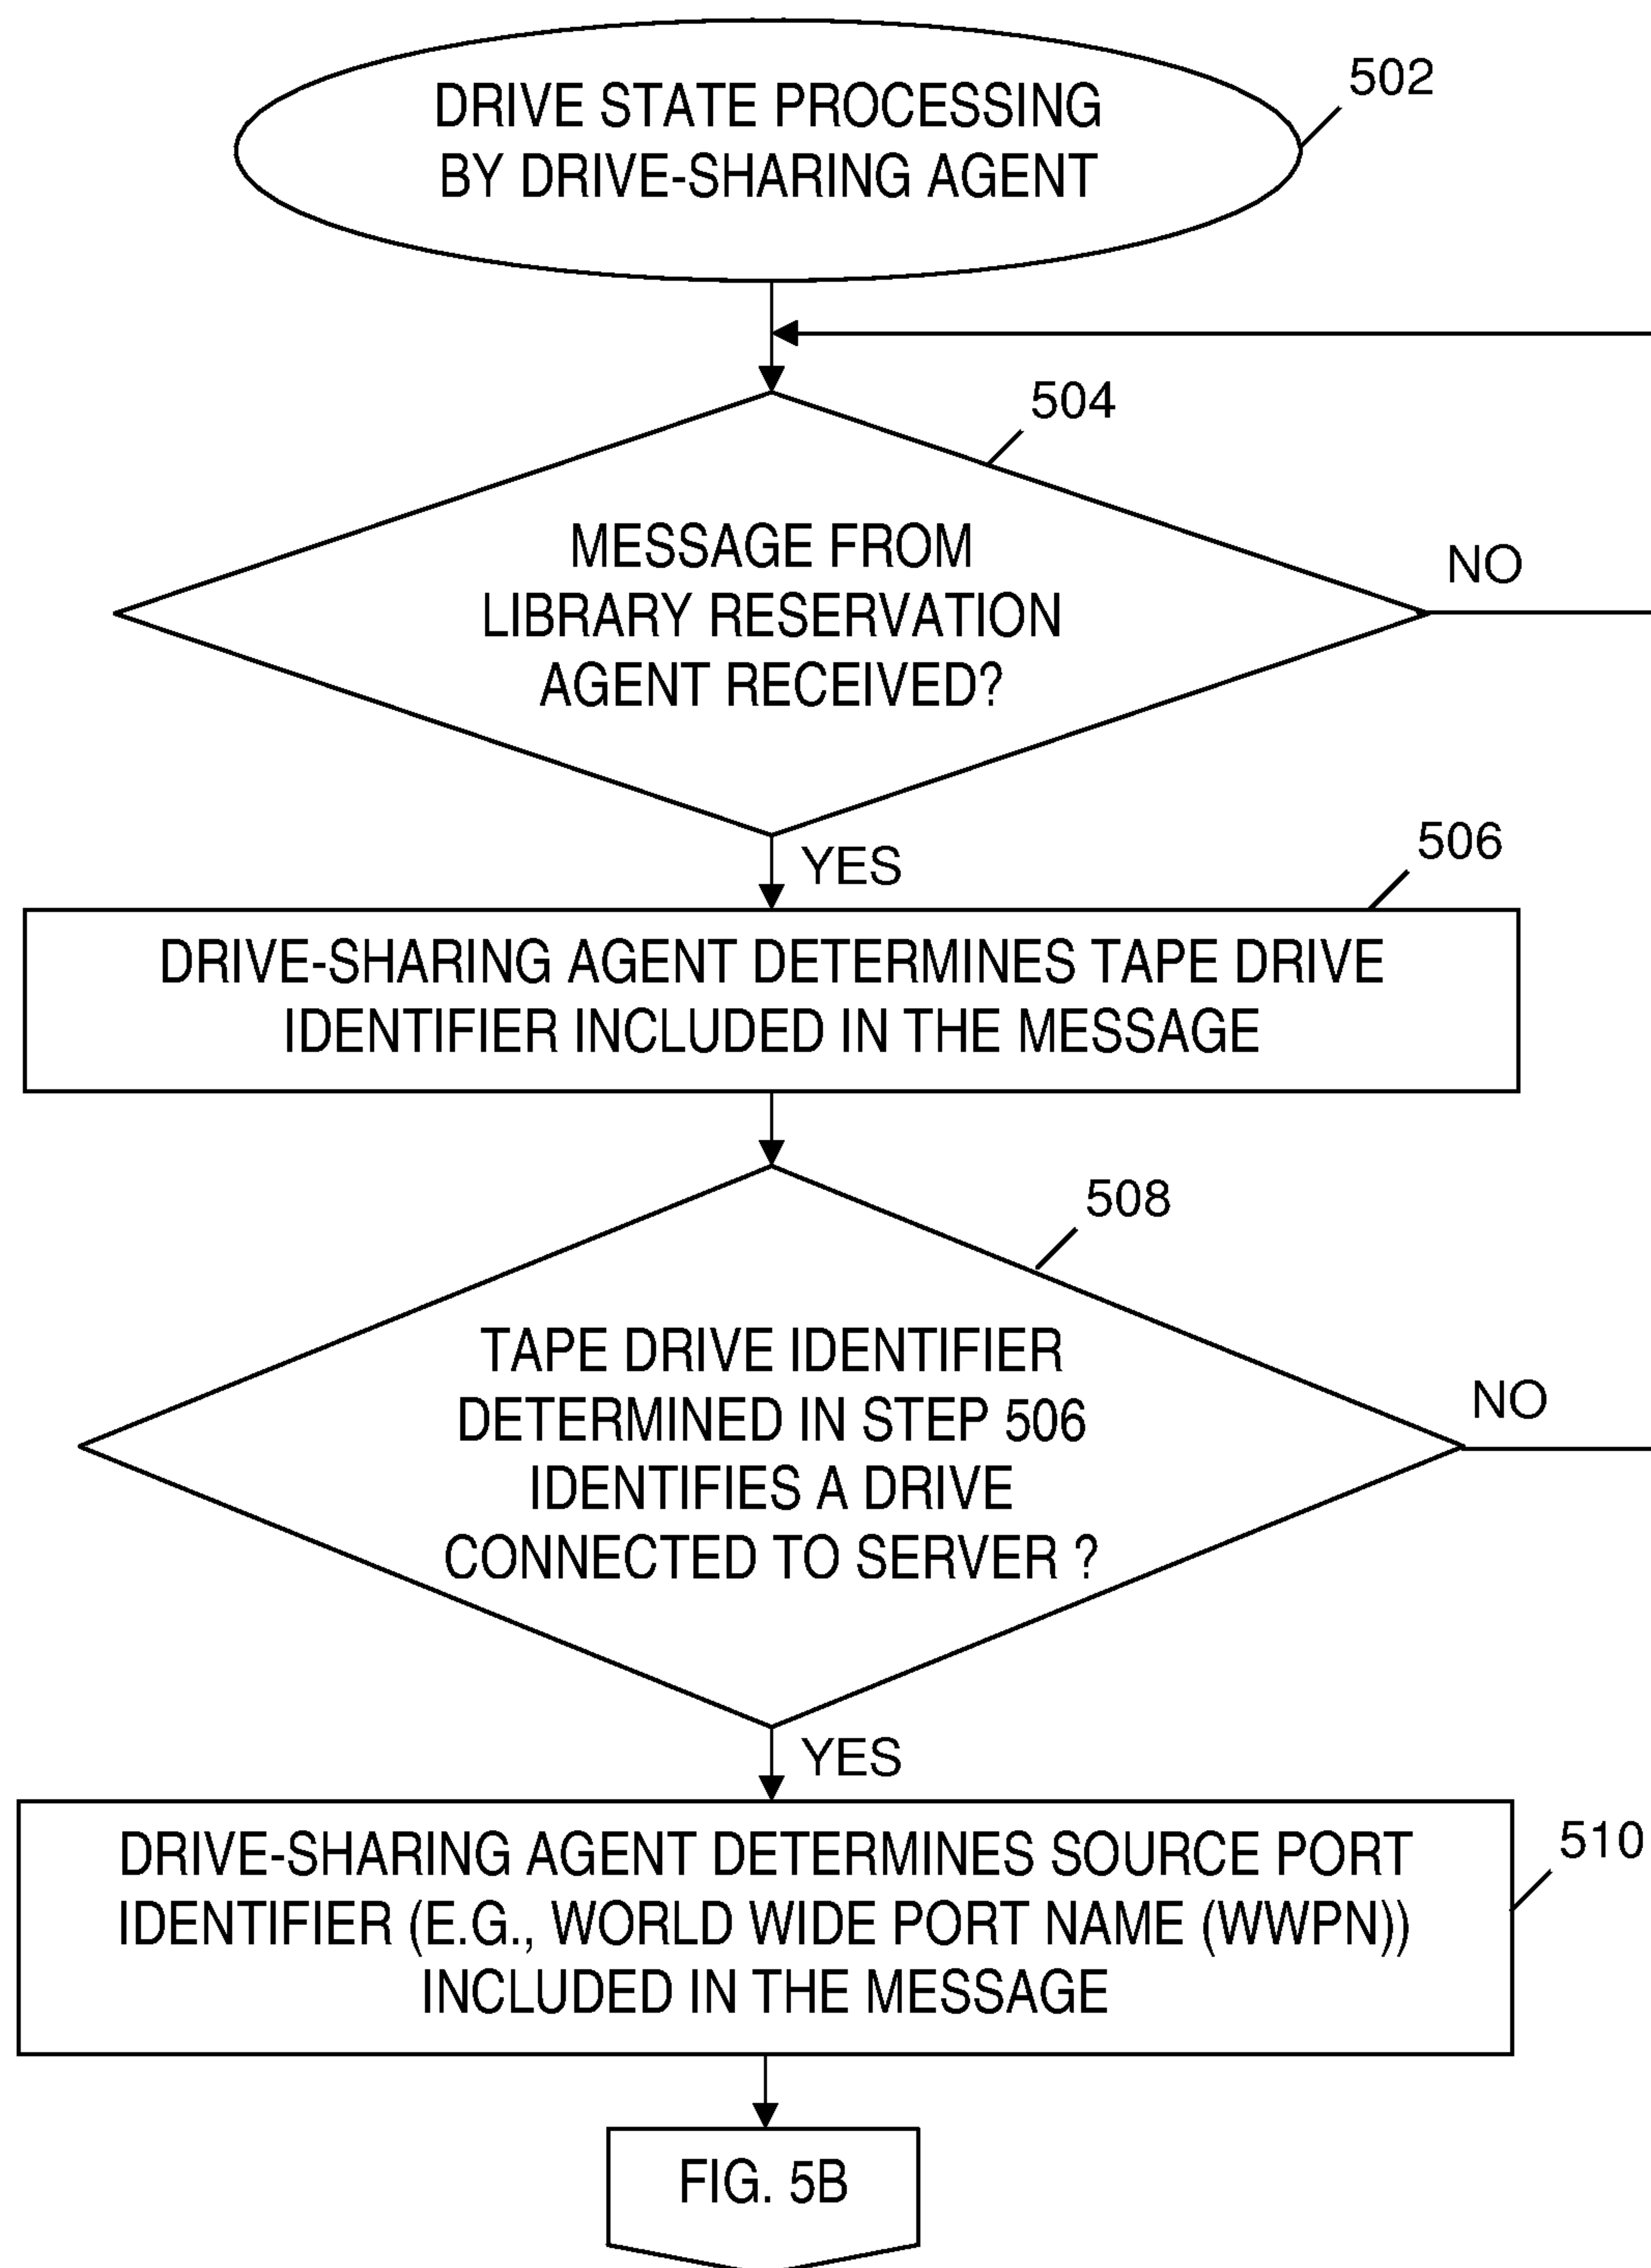 DRIVE STATE PROCESSING
BY DRIVE-SHARING AGENT
502
504
MESSAGE FROM
LIBRARY RESERVATION
AGENT RECEIVED?
NO
YES
506
DRIVE-SHARING AGENT DETERMINES TAPE DRIVE
IDENTIFIER INCLUDED IN THE MESSAGE
508
TAPE DRIVE IDENTIFIER
DETERMINED IN STEP 506
IDENTIFIES A DRIVE
CONNECTED TO SERVER ?
NO
YES
DRIVE-SHARING AGENT DETERMINES SOURCE PORT
IDENTIFIER (E.G., WORLD WIDE PORT NAME (WWPN))
INCLUDED IN THE MESSAGE
510
FIG. 5B